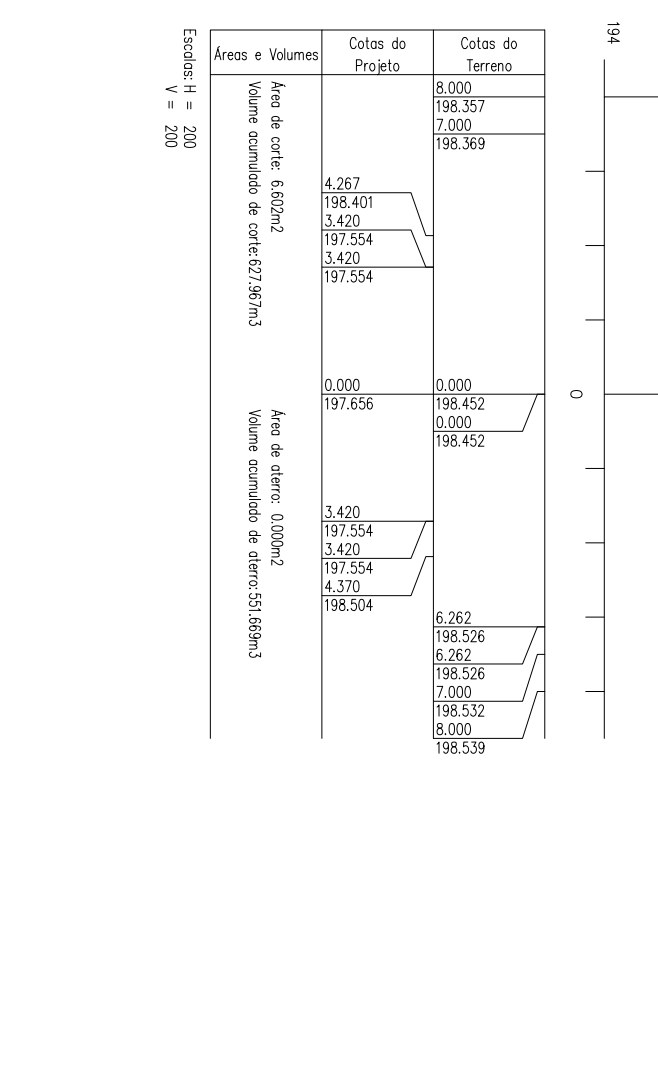 194
0
Cotas do
Terreno
8.000
198.357
7.000
198.369
0.000
198.452
0.000
198.452
6.262
198.526
6.262
198.526
7.000
198.532
8.000
198.539
Cotas do
Projeto
4.267
198.401
3.420
197.554
3.420
197.554
0.000
197.656
3.420
197.554
3.420
197.554
4.370
198.504
Áreas e Volumes
Área de corte: 6.602m2
Volume acumulado de corte:627.967m3
Área de aterro: 0.000m2
Volume acumulado de aterro:551.669m3
Escalas: H = 200
V = 200